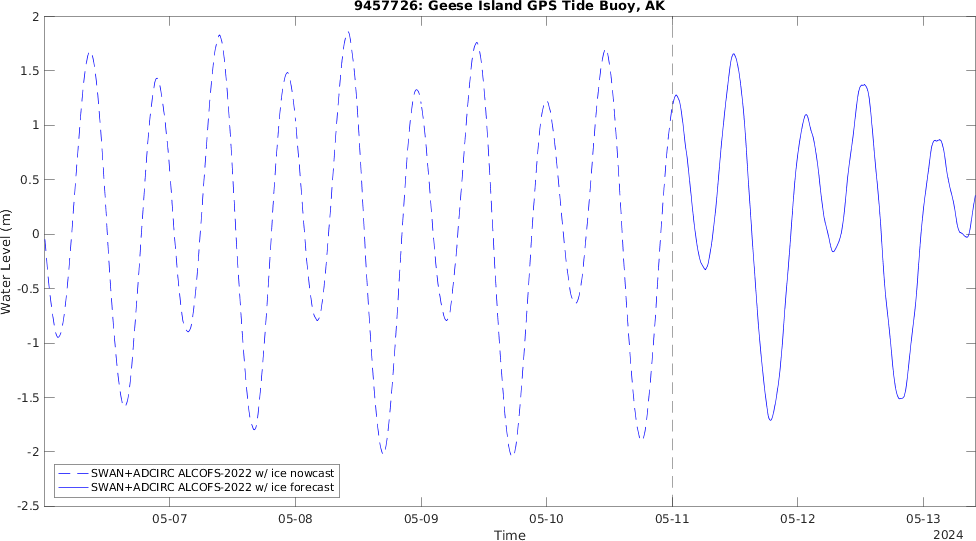 9457726: Geese Island GPS Tide Buoy, AK
2
1.5
1
0.5
0
-0.5
-1
-1.5
-2
-2.5
Water Level (m)
SWAN+ADCIRC ALCOFS-2022 w/ ice nowcast
SWAN+ADCIRC ALCOFS-2022 w/ ice forecast
05-07 05-08 05-09 05-10 05-11 05-12 05-13
Time
2024